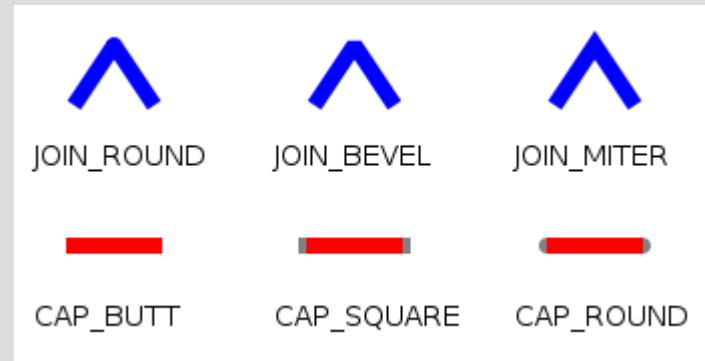 JOIN_ROUND JOIN_BEVEL JOIN_MITER
CAP_BUTT CAP_SQUARE CAP_ROUND